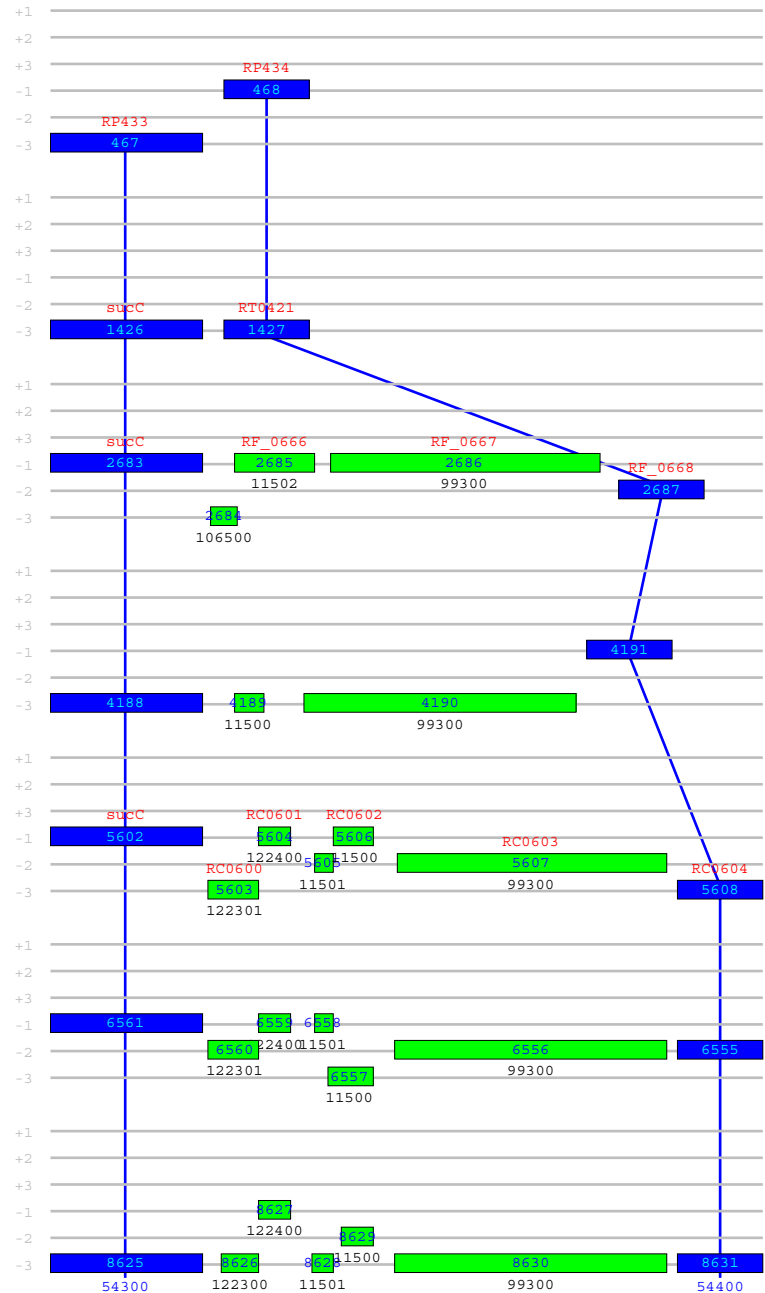 +1
+2
+3
RP434
-1 468
-2
RP433
-3 467
+1
+2
+3
-1
-2
sucC RT0421
-3 1426 1427
+1
+2
+3
sucC RF_0666 RF_0667
-1 2683 2685 2686
RF_0668
11502 99300
-2 2687
-3 2684
106500
+1
+2
+3
-1 4191
-2
-3 4188 4189 4190
11500 99300
+1
+2
+3
sucC RC0601 RC0602
-1 5602 5604 5606
RC0603
122400 11500
-2 5605 5607
RC0600 RC0604
11501 99300
-3 5603 5608
122301
+1
+2
+3
-1 6561 6559 6558
122400 11501
-2 6560 6556 6555
122301 99300
-3 6557
11500
+1
+2
+3
-1 8627
122400
-2 8629
11500
-3 8625 8626 8628 8630 8631
54300 122300 11501 99300 54400